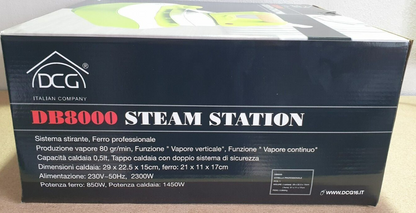 DCG®
ITALIAN COMPANY
DB8000 STEAM STATION
Sistema stirante, Ferro professionale
Produzione vapore 80 gr/min, Funzione " Vapore verticale", Funzione " Vapore continuo"
Capacità caldaia 0,5lt, Tappo caldaia con doppio sistema di sicurezza
Dimensioni caldaia: 29 x 22.5 x 15cm, ferro: 21 x 11 x 17cm
Alimentazione: 230V~50Hz, 2300W
Potenza ferro: 850W, Potenza caldaia: 1450W
WWW.DCG16.IT